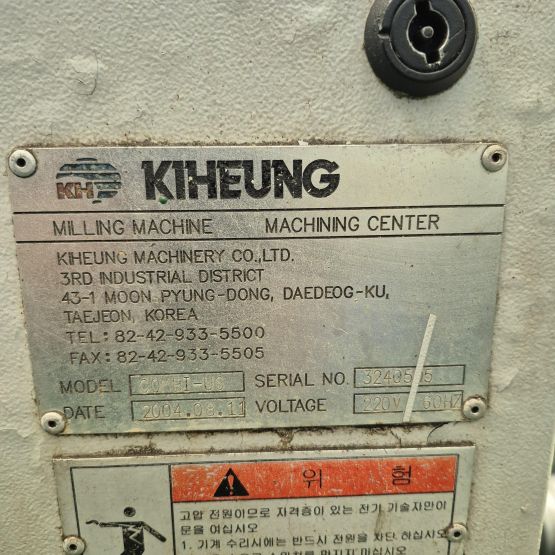 KH KIHEUNG
MILLING MACHINE MACHINING CENTER
KIHEUNG MACHINERY CO.,LTD.
3RD INDUSTRIAL DISTRICT
43-1 MOON PYUNG-DONG, DAEDEOG-KU,
TAEJEON, KOREA
TEL: 82-42-933-5500
FAX: 82-42-933-5505
MODEL SERIAL NO.
DATE 2004.08.11 VOLTAGE 220V 60HZ
위 험
고압 전원이므로 자격증이 있는 전기 기술자만이
문을 여십시오
1. 기계 수리시에는 반드시 전원을 차단 하십시오